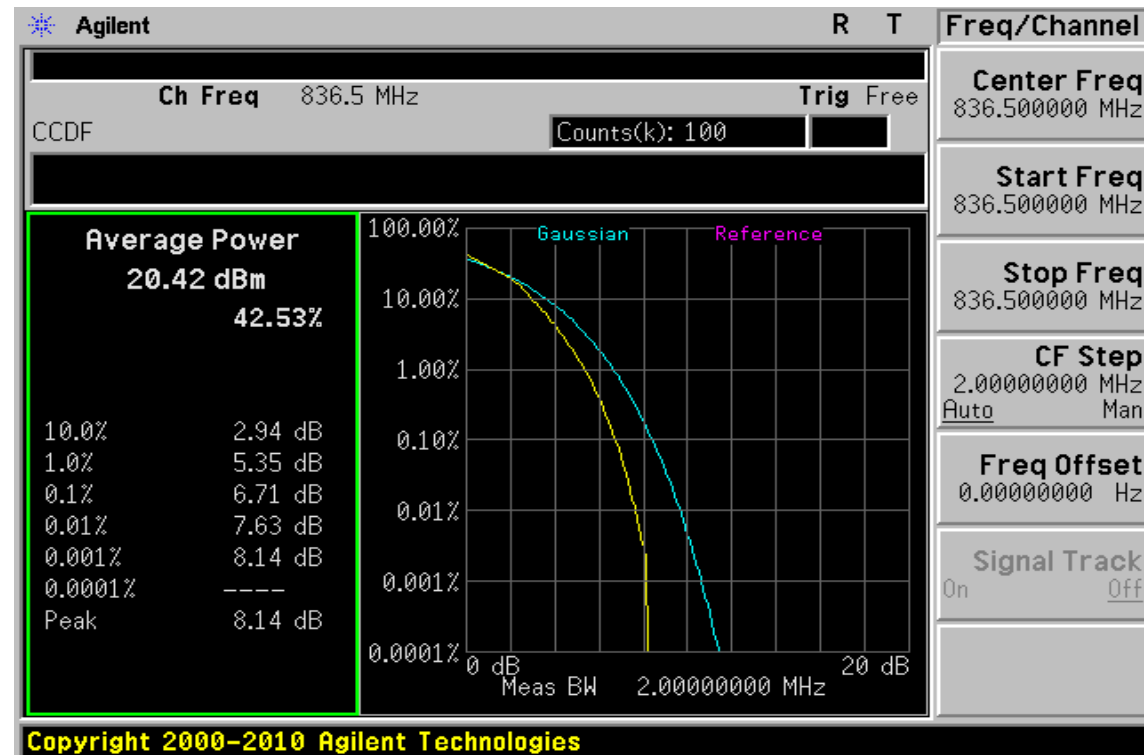 Agilent R T
Ch Freq 836.5 MHz Trig Free
CCDF Counts(k): 100
Average Power
20.42 dBm
42.53%
10.0% 2.94 dB
1.0% 5.35 dB
0.1% 6.71 dB
0.01% 7.63 dB
0.001% 8.14 dB
0.0001% ----
Peak 8.14 dB
Gaussian Reference
100.00%
10.00%
1.00%
0.10%
0.01%
0.001%
0.0001%
0 dB 20 dB
Meas BW 2.00000000 MHz
Freq/Channel
Center Freq
836.500000 MHz
Start Freq
836.500000 MHz
Stop Freq
836.500000 MHz
CF Step
2.00000000 MHz
Auto Man
Freq Offset
0.00000000 Hz
Signal Track
On Off
Copyright 2000-2010 Agilent Technologies